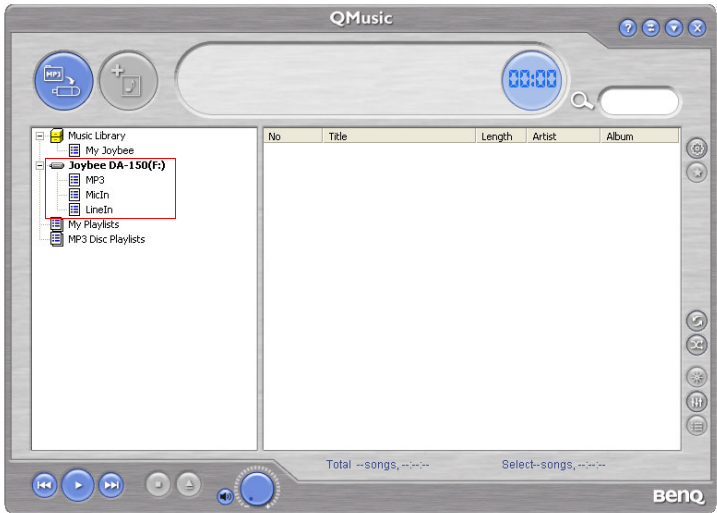 QMusic
MP3
00:00
Music Library
My Joybee
Joybee DA-150(F:)
MP3
MicIn
LineIn
My Playlists
MP3 Disc Playlists
No Title Length Artist Album
Total --songs, --:--:-- Select--songs, --:--:--
BenQ